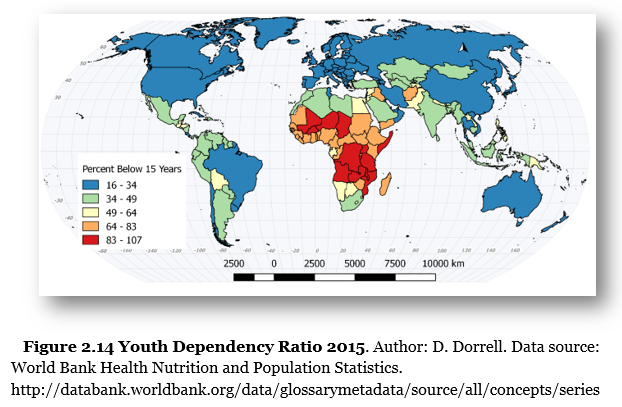 Percent Below 15 Years
16 - 34
34 - 49
49 - 64
64 - 83
83 - 107
2500 0 2500 5000 7500 10000 km
Figure 2.14 Youth Dependency Ratio 2015. Author: D. Dorrell. Data source:
World Bank Health Nutrition and Population Statistics.
http://databank.worldbank.org/data/glossarymetadata/source/all/concepts/series